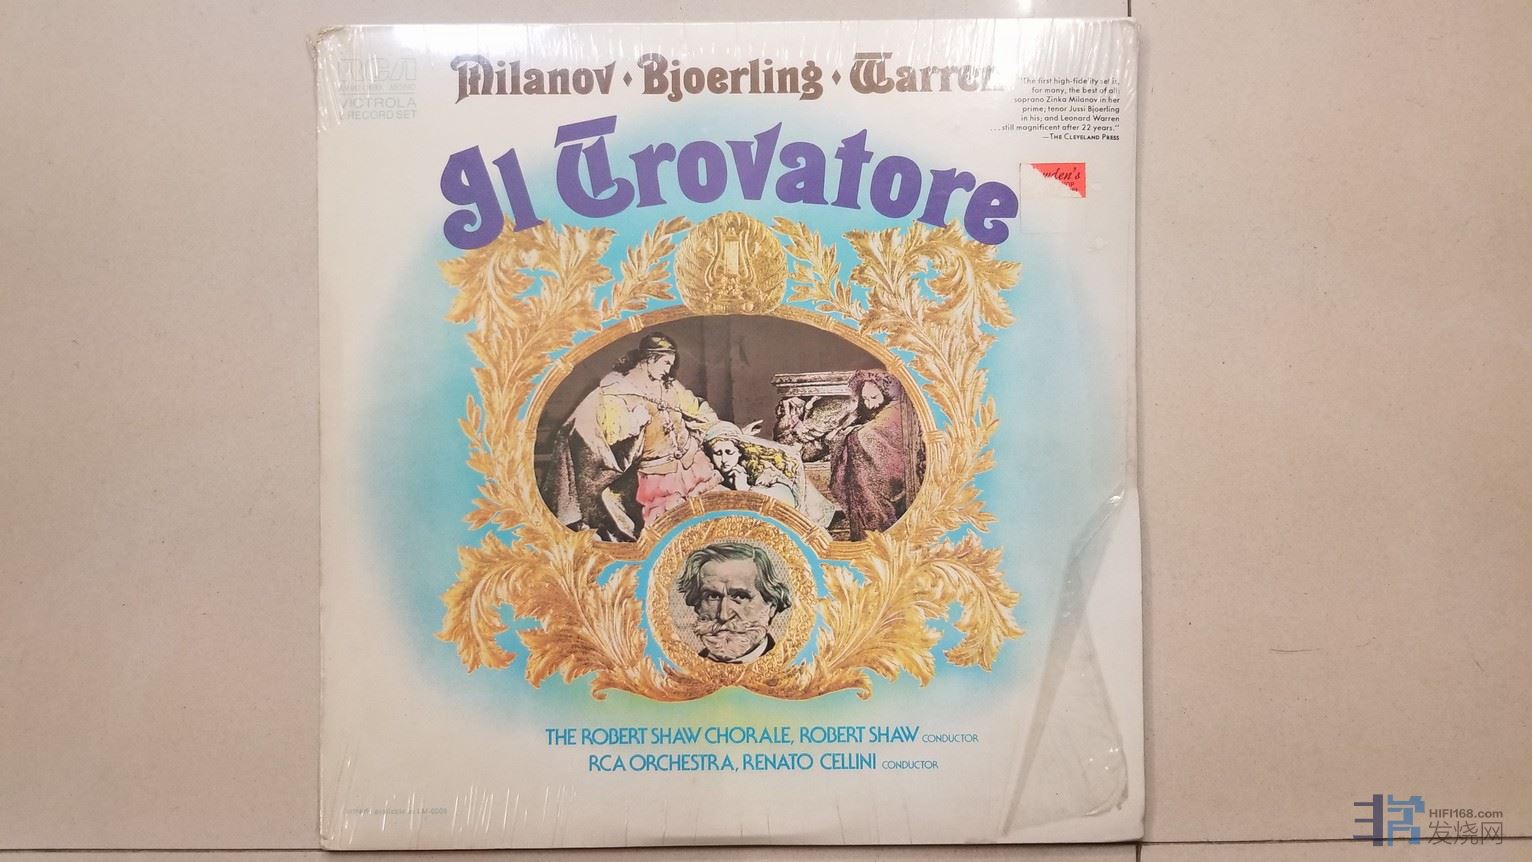 RCA
VICTROLA
RECORD SET
Milanov · Bjoerling · Warren
"The first high-fidelity set is,
for many, the best of all;
soprano Zinka Milanov in her
prime; tenor Jussi Bjoerling
in his; and Leonard Warren
...still magnificent after 22 years."
—THE CLEVELAND PRESS
Il Trovatore
THE ROBERT SHAW CHORALE, ROBERT SHAW CONDUCTOR
RCA ORCHESTRA, RENATO CELLINI CONDUCTOR
HIFI168.com
发烧网